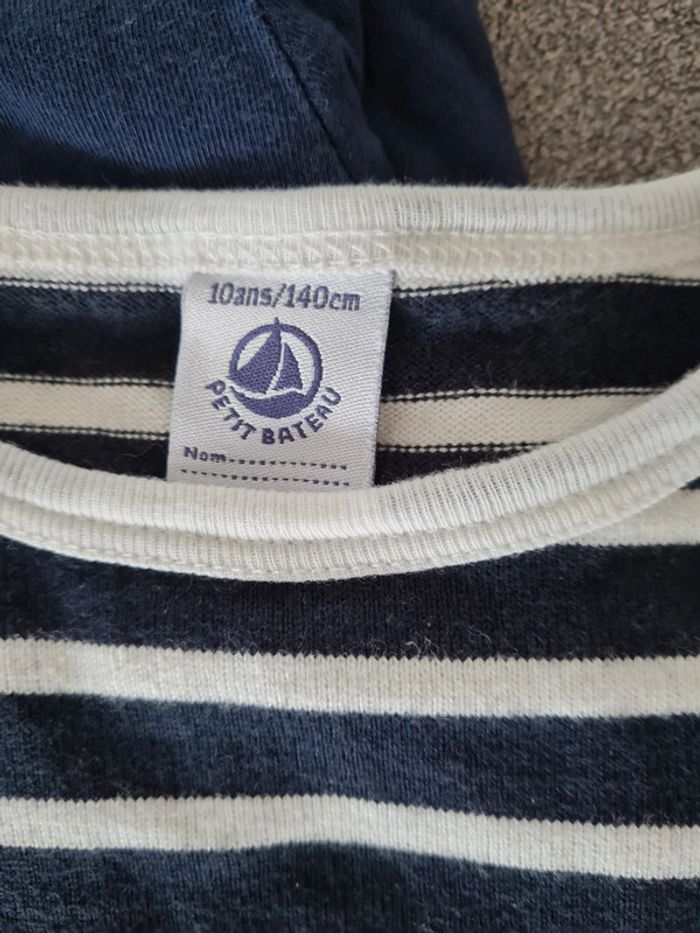 10ans/140cm
PETIT BATEAU
Nom...............
..................